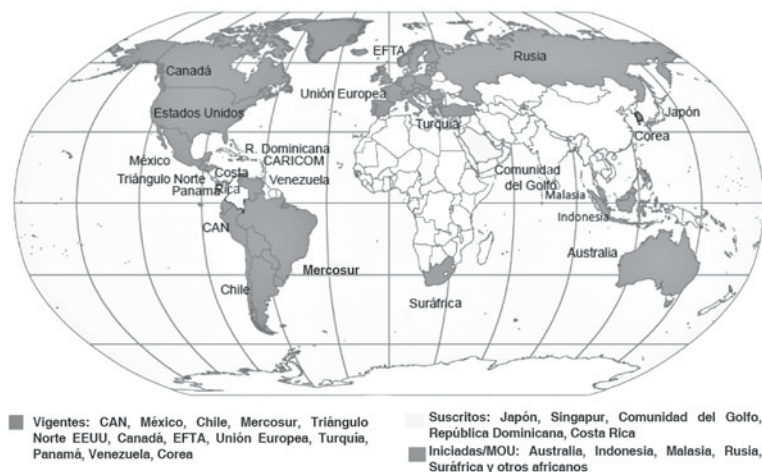 EFTA
Rusia
Canadá
Unión Europea
Estados Unidos
Turquía
Japón
Corea
R. Dominicana
México
CARICOM
Comunidad
del Golfo
Triángulo Norte
Costa
Rica
Venezuela
Panamá
Malasia
Indonesia
CAN
Australia
Mercosur
Chile
Suráfrica
Vigentes: CAN, México, Chile, Mercosur, Triángulo
Norte EEUU, Canadá, EFTA, Unión Europea, Turquía,
Panamá, Venezuela, Corea
Suscritos: Japón, Singapur, Comunidad del Golfo,
República Dominicana, Costa Rica
Iniciadas/MOU: Australia, Indonesia, Malasia, Rusia,
Suráfrica y otros africanos